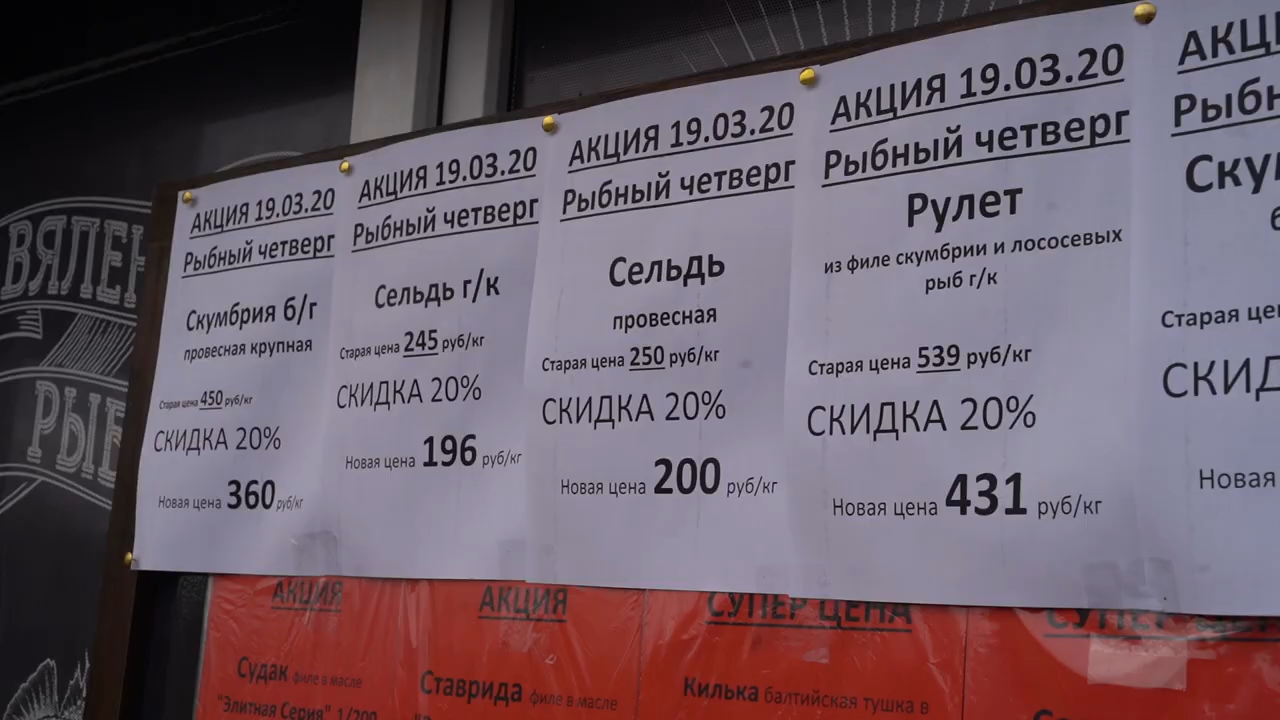 АКЦИЯ 19.03.20
Рыбный четверг
Скумбрия б/г
провесная крупная
Старая цена 450 руб/кг
СКИДКА 20%
Новая цена 360 руб/кг
АКЦИЯ 19.03.20
Рыбный четверг
Сельдь г/к
Старая цена 245 руб/кг
СКИДКА 20%
Новая цена 196 руб/кг
АКЦИЯ 19.03.20
Рыбный четверг
Сельдь
провесная
Старая цена 250 руб/кг
СКИДКА 20%
Новая цена 200 руб/кг
АКЦИЯ 19.03.20
Рыбный четверг
Рулет
из филе скумбрии и лососевых
рыб г/к
Старая цена 539 руб/кг
СКИДКА 20%
Новая цена 431 руб/кг
Старая
Новая
АКЦИЯ
Судак филе в масле
"Элитная Серия" 1/200
АКЦИЯ
Ставрида филе в масле
СУПЕР ЦЕНА
Килька балтийская тушка в